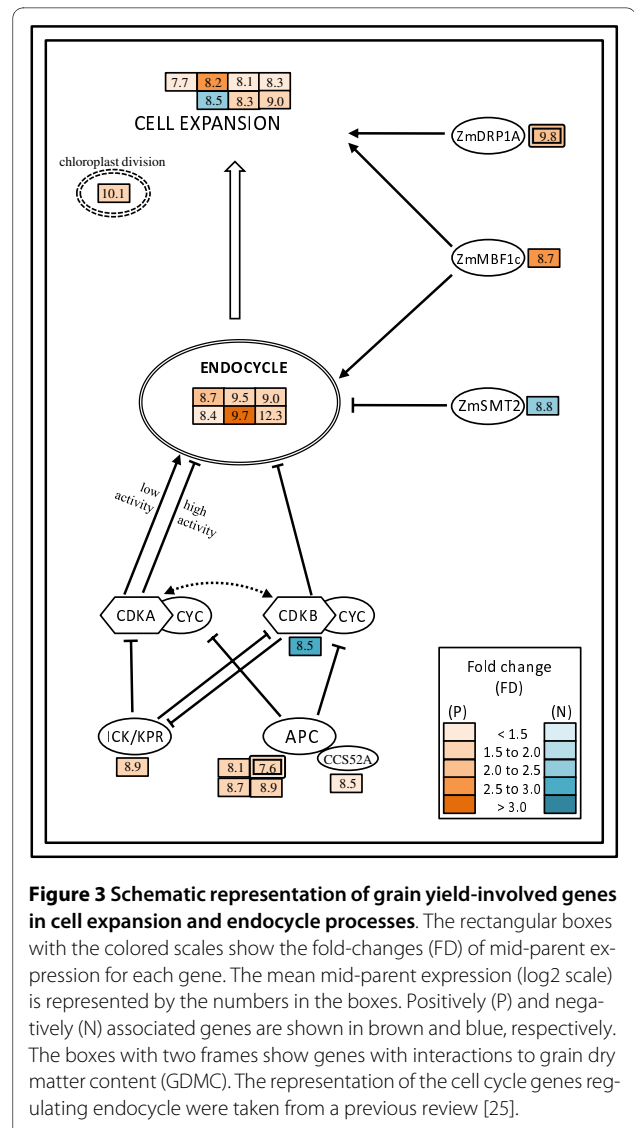 7.7 8.2 8.1 8.3
8.5 8.3 9.0
CELL EXPANSION
ZmDRP1A 9.8
chloroplast division
10.1
ZmMBF1c 8.7
ENDOCYCLE
8.7 9.5 9.0
8.4 9.7 12.3
ZmSMT2 8.8
low
activity
high
activity
CDKA CYC
CDKB CYC
8.5
ICK/KPR
8.9
APC
CCS52A
8.1 7.6
8.7 8.9
8.5
Fold change
(FD)
(P) (N)
< 1.5
1.5 to 2.0
2.0 to 2.5
2.5 to 3.0
> 3.0
Figure 3 Schematic representation of grain yield-involved genes
in cell expansion and endocycle processes. The rectangular boxes
with the colored scales show the fold-changes (FD) of mid-parent ex-
pression for each gene. The mean mid-parent expression (log2 scale)
is represented by the numbers in the boxes. Positively (P) and nega-
tively (N) associated genes are shown in brown and blue, respectively.
The boxes with two frames show genes with interactions to grain dry
matter content (GDMC). The representation of the cell cycle genes reg-
ulating endocycle were taken from a previous review [25].